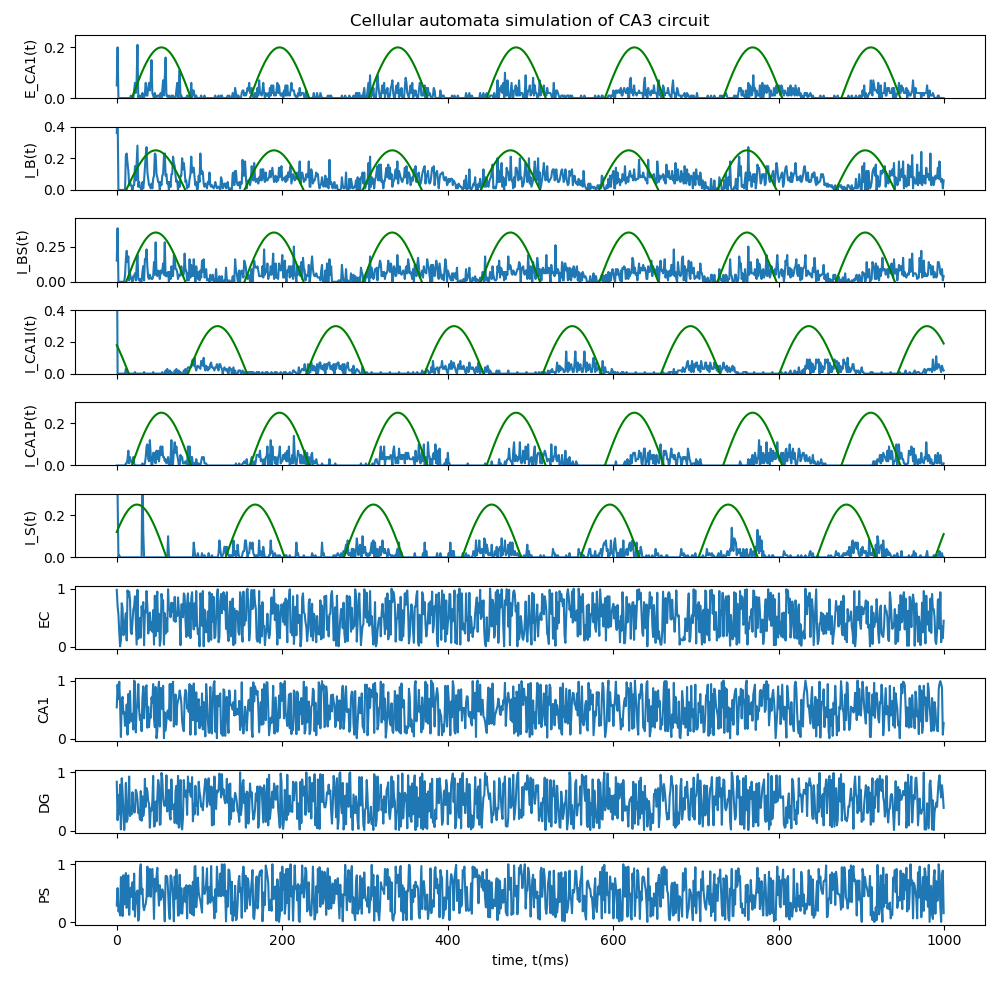 Cellular automata simulation of CA3 circuit
E_CA1(t)
0.2
0.0
I_B(t)
0.4
0.2
0.0
I_BS(t)
0.25
0.00
I_CA1I(t)
0.4
0.2
0.0
I_CA1P(t)
0.2
0.0
I_S(t)
0.2
0.0
EC
1
0
CA1
1
0
DG
1
0
PS
1
0
0 200 400 600 800 1000
time, t(ms)